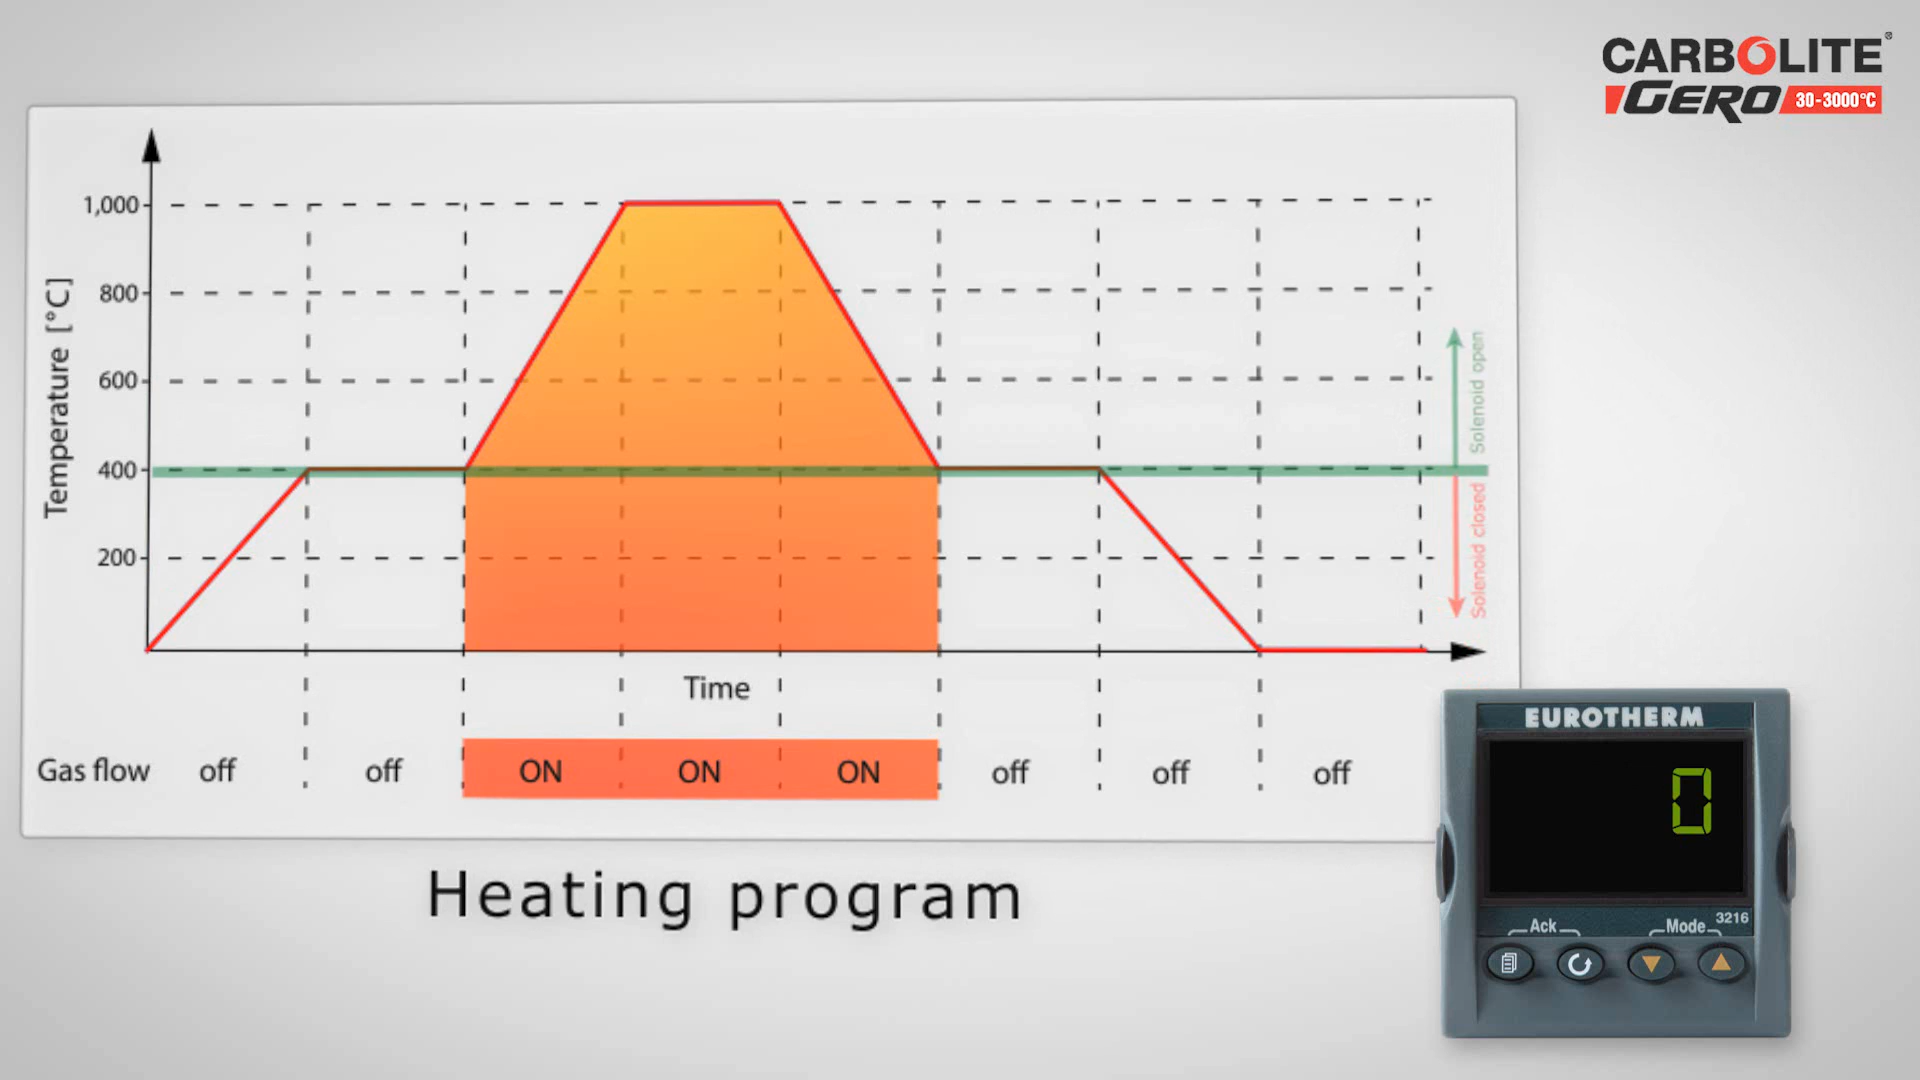 CARBOLITE®
GERO 30-3000°C
1,000
800
600
400
200
Temperature [°C]
Solenoid open
Solenoid closed
Time
Gas flow off off ON ON ON off off off
Heating program
EUROTHERM
0
Ack Mode 3216